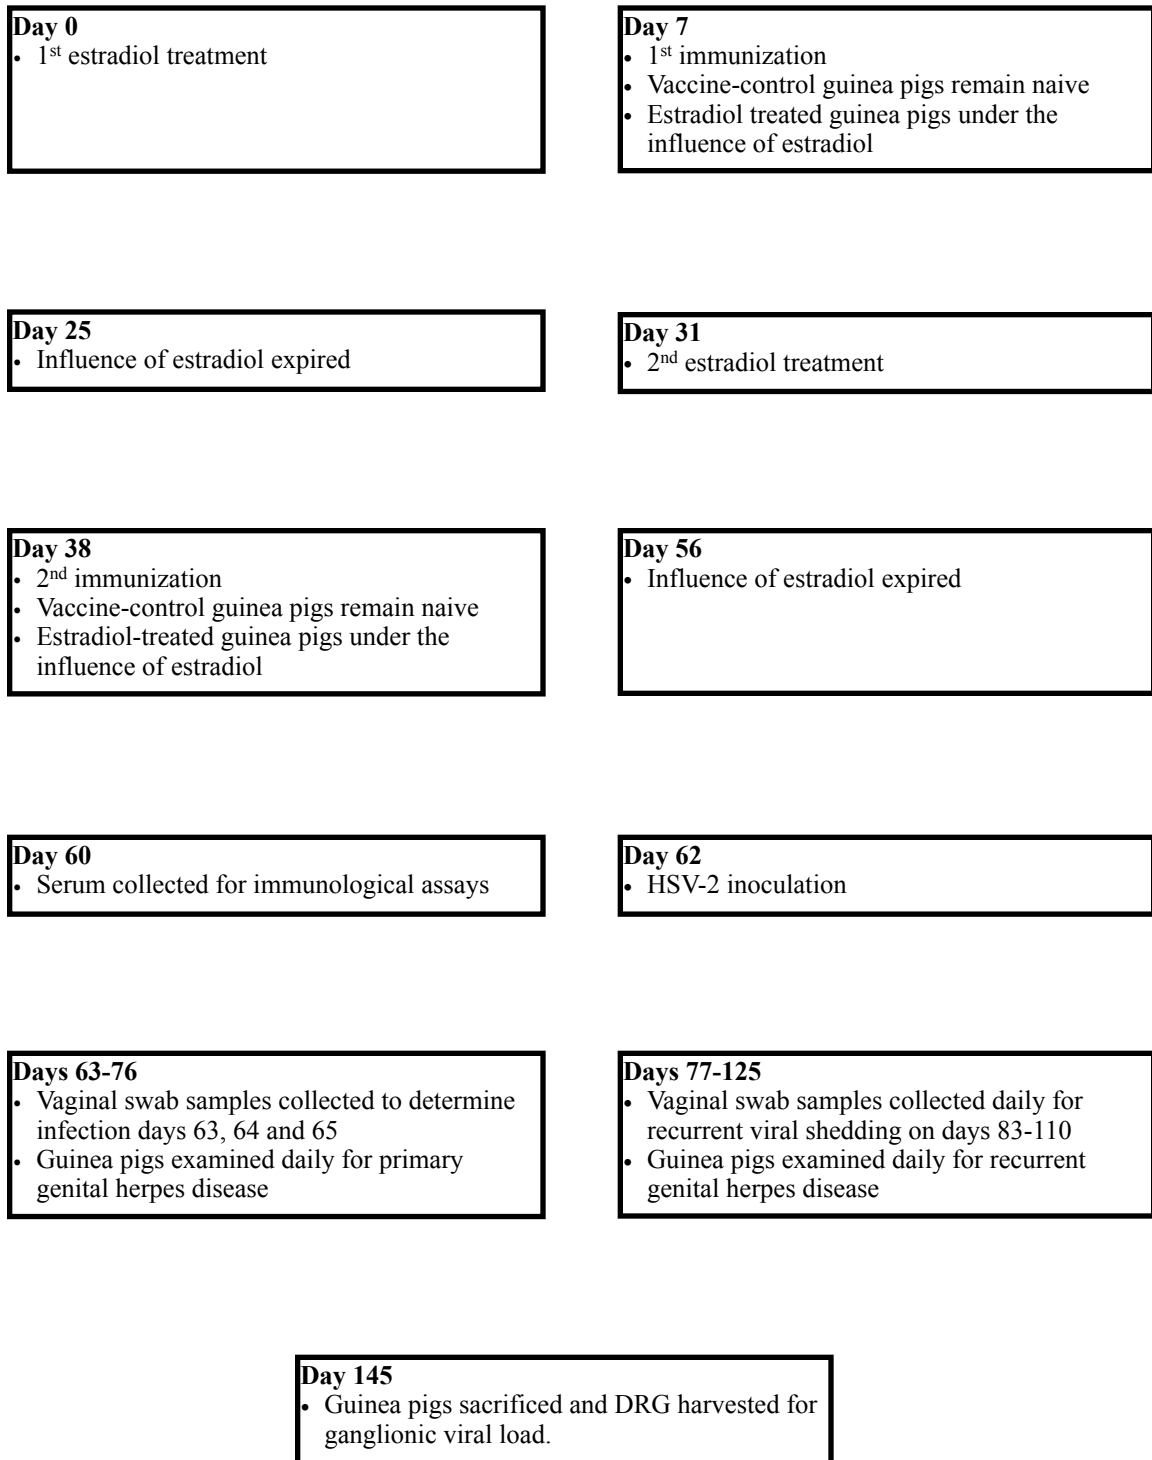 Day 0
• 1st estradiol treatment
Day 7
• 1st immunization
• Vaccine-control guinea pigs remain naive
• Estradiol treated guinea pigs under the
influence of estradiol
Day 25
• Influence of estradiol expired
Day 31
• 2nd estradiol treatment
Day 38
• 2nd immunization
• Vaccine-control guinea pigs remain naive
• Estradiol-treated guinea pigs under the
influence of estradiol
Day 56
• Influence of estradiol expired
Day 60
• Serum collected for immunological assays
Day 62
• HSV-2 inoculation
Days 63-76
• Vaginal swab samples collected to determine
infection days 63, 64 and 65
• Guinea pigs examined daily for primary
genital herpes disease
Days 77-125
• Vaginal swab samples collected daily for
recurrent viral shedding on days 83-110
• Guinea pigs examined daily for recurrent
genital herpes disease
Day 145
• Guinea pigs sacrificed and DRG harvested for
ganglionic viral load.